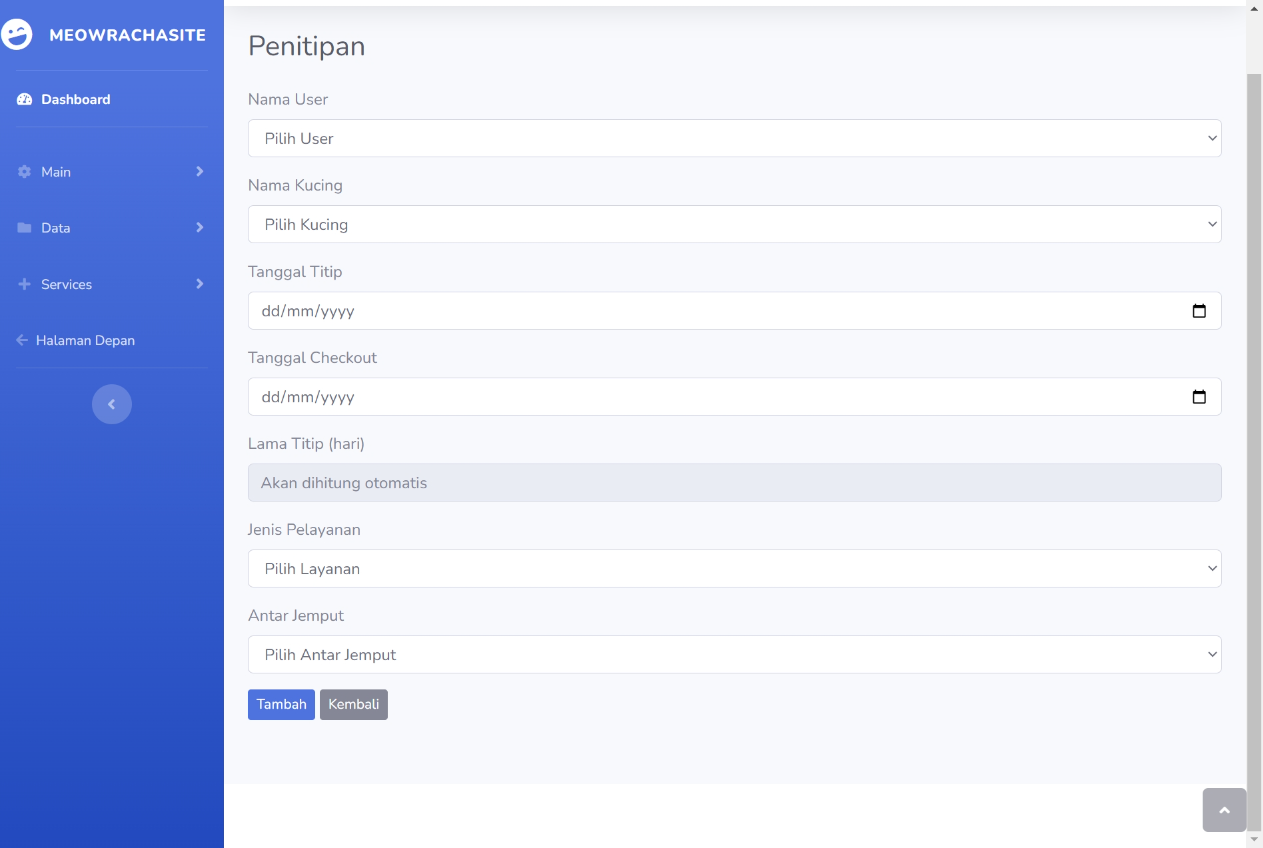 MEOWRACHASITE
Dashboard
Main
Data
Services
Halaman Depan
Penitipan
Nama User
Pilih User
Nama Kucing
Pilih Kucing
Tanggal Titip
dd/mm/yyyy
Tanggal Checkout
dd/mm/yyyy
Lama Titip (hari)
Akan dihitung otomatis
Jenis Pelayanan
Pilih Layanan
Antar Jemput
Pilih Antar Jemput
Tambah Kembali